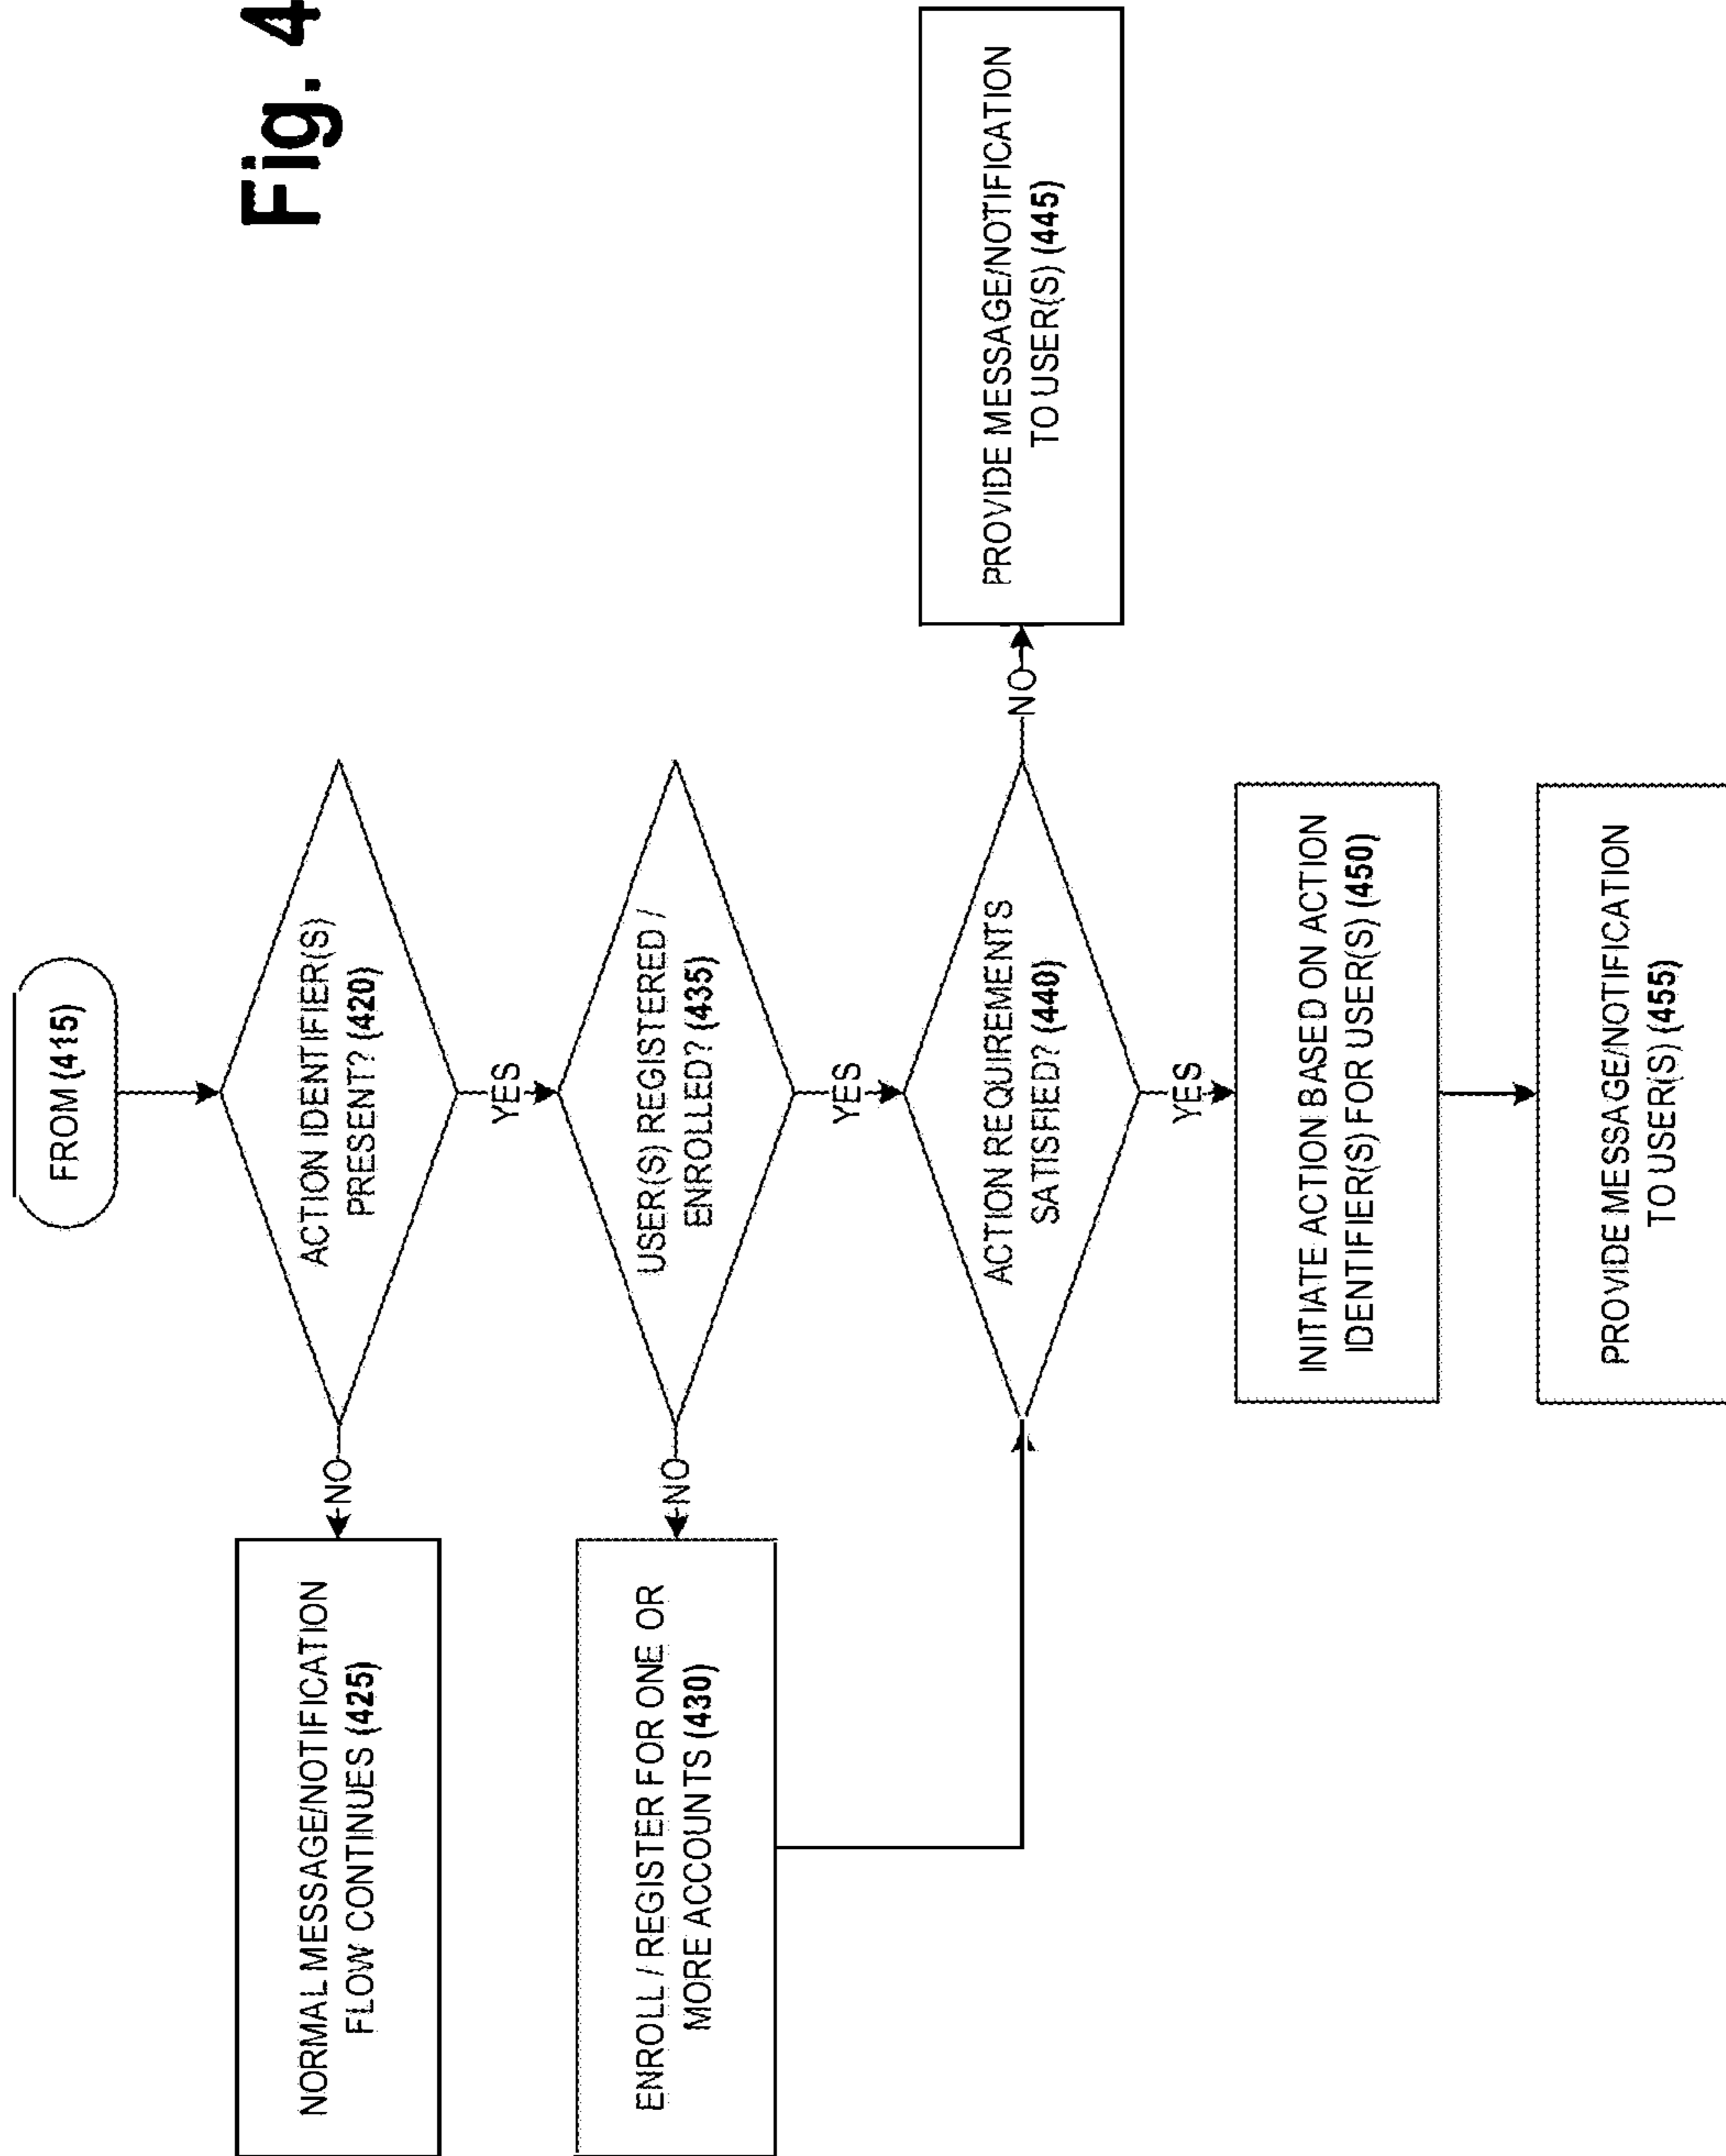 Fig. 4
FROM (415)
ACTION IDENTIFIER(S)
PRESENT? (420)
NO
NORMAL MESSAGE/NOTIFICATION
FLOW CONTINUES (425)
YES
USER(S) REGISTERED /
ENROLLED? (435)
NO
ENROLL / REGISTER FOR ONE OR
MORE ACCOUNTS (430)
YES
ACTION REQUIREMENTS
SATISFIED? (440)
NO
PROVIDE MESSAGE/NOTIFICATION
TO USER(S) (445)
YES
INITIATE ACTION BASED ON ACTION
IDENTIFIER(S) FOR USER(S) (450)
PROVIDE MESSAGE/NOTIFICATION
TO USER(S) (455)